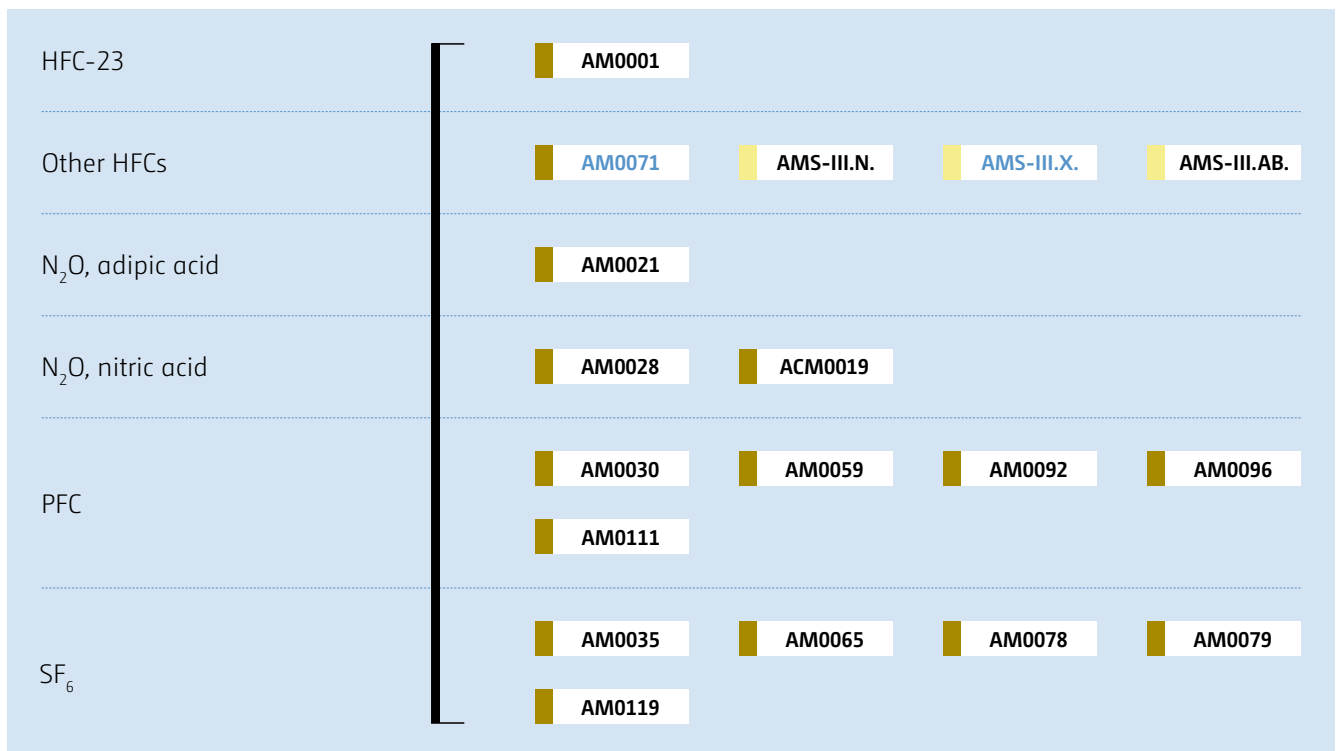 HFC-23 AM0001
Other HFCs AM0071 AMS-III.N. AMS-III.X. AMS-III.AB.
N₂O, adipic acid AM0021
N₂O, nitric acid AM0028 ACM0019
PFC
AM0030 AM0059 AM0092 AM0096
AM0111
SF₆
AM0035 AM0065 AM0078 AM0079
AM0119